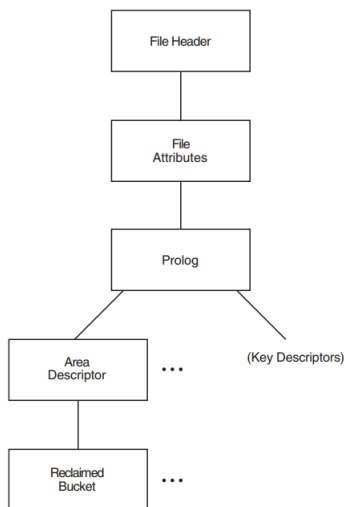 File Header
File
Attributes
Prolog
Area
Descriptor
...
(Key Descriptors)
Reclaimed
Bucket
...